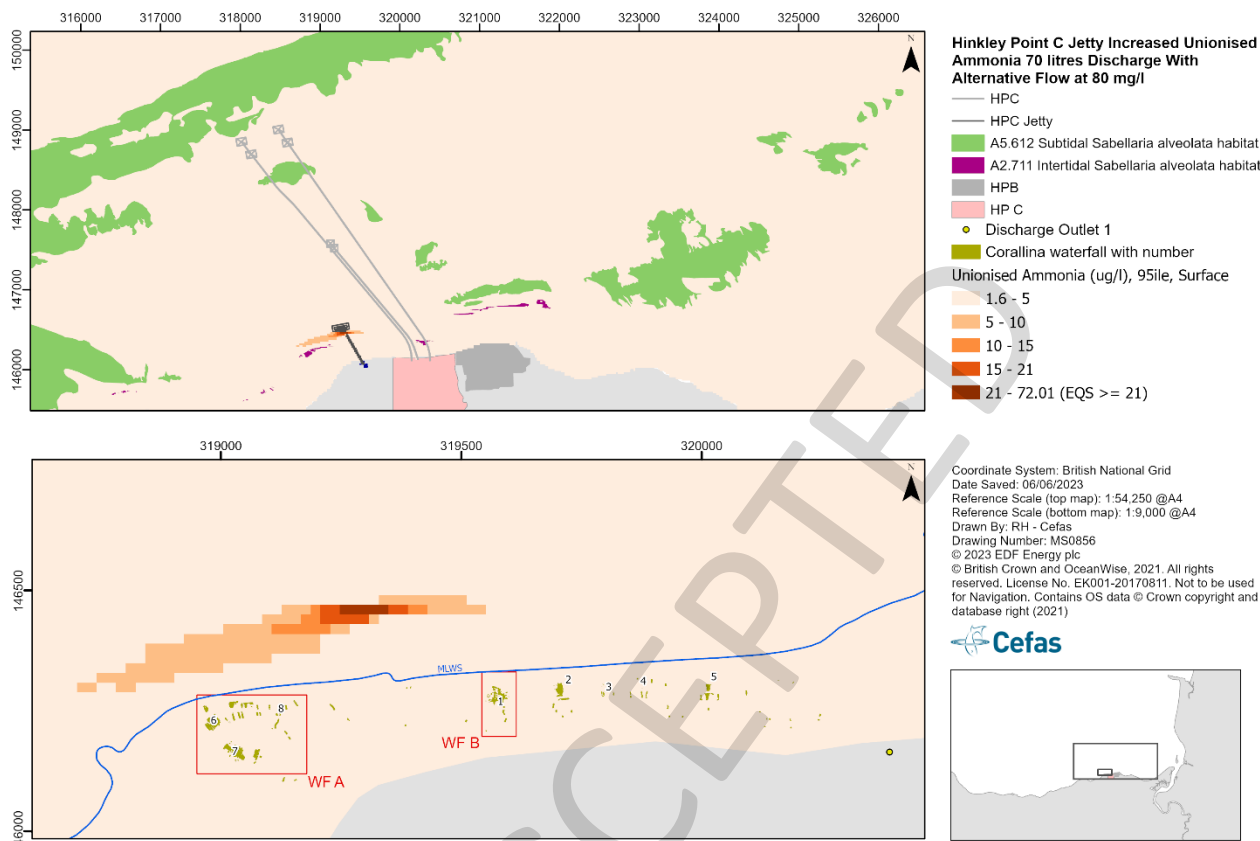 316000 317000 318000 319000 320000 321000 322000 323000 324000 325000 326000
150000
149000
148000
147000
146000
N
Hinkley Point C Jetty Increased Unionised
Ammonia 70 litres Discharge With
Alternative Flow at 80 mg/l
HPC
HPC Jetty
A5.612 Subtidal Sabellaria alveolata habitat
A2.711 Intertidal Sabellaria alveolata habitat
HPB
HP C
Discharge Outlet 1
Corallina waterfall with number
Unionised Ammonia (ug/l), 95ile, Surface
1.6 - 5
5 - 10
10 - 15
15 - 21
21 - 72.01 (EQS >= 21)
319000 319500 320000
146500
146000
N
MLWS
1
2
3
4
5
6
7
8
WF B
WF A
Coordinate System: British National Grid
Date Saved: 06/06/2023
Reference Scale (top map): 1:54,250 @A4
Reference Scale (bottom map): 1:9,000 @A4
Drawn By: RH - Cefas
Drawing Number: MS0856
© 2023 EDF Energy plc
© British Crown and OceanWise, 2021. All rights
reserved. License No. EK001-20170811. Not to be used
for Navigation. Contains OS data © Crown copyright and
database right (2021)
Cefas
CEPTED